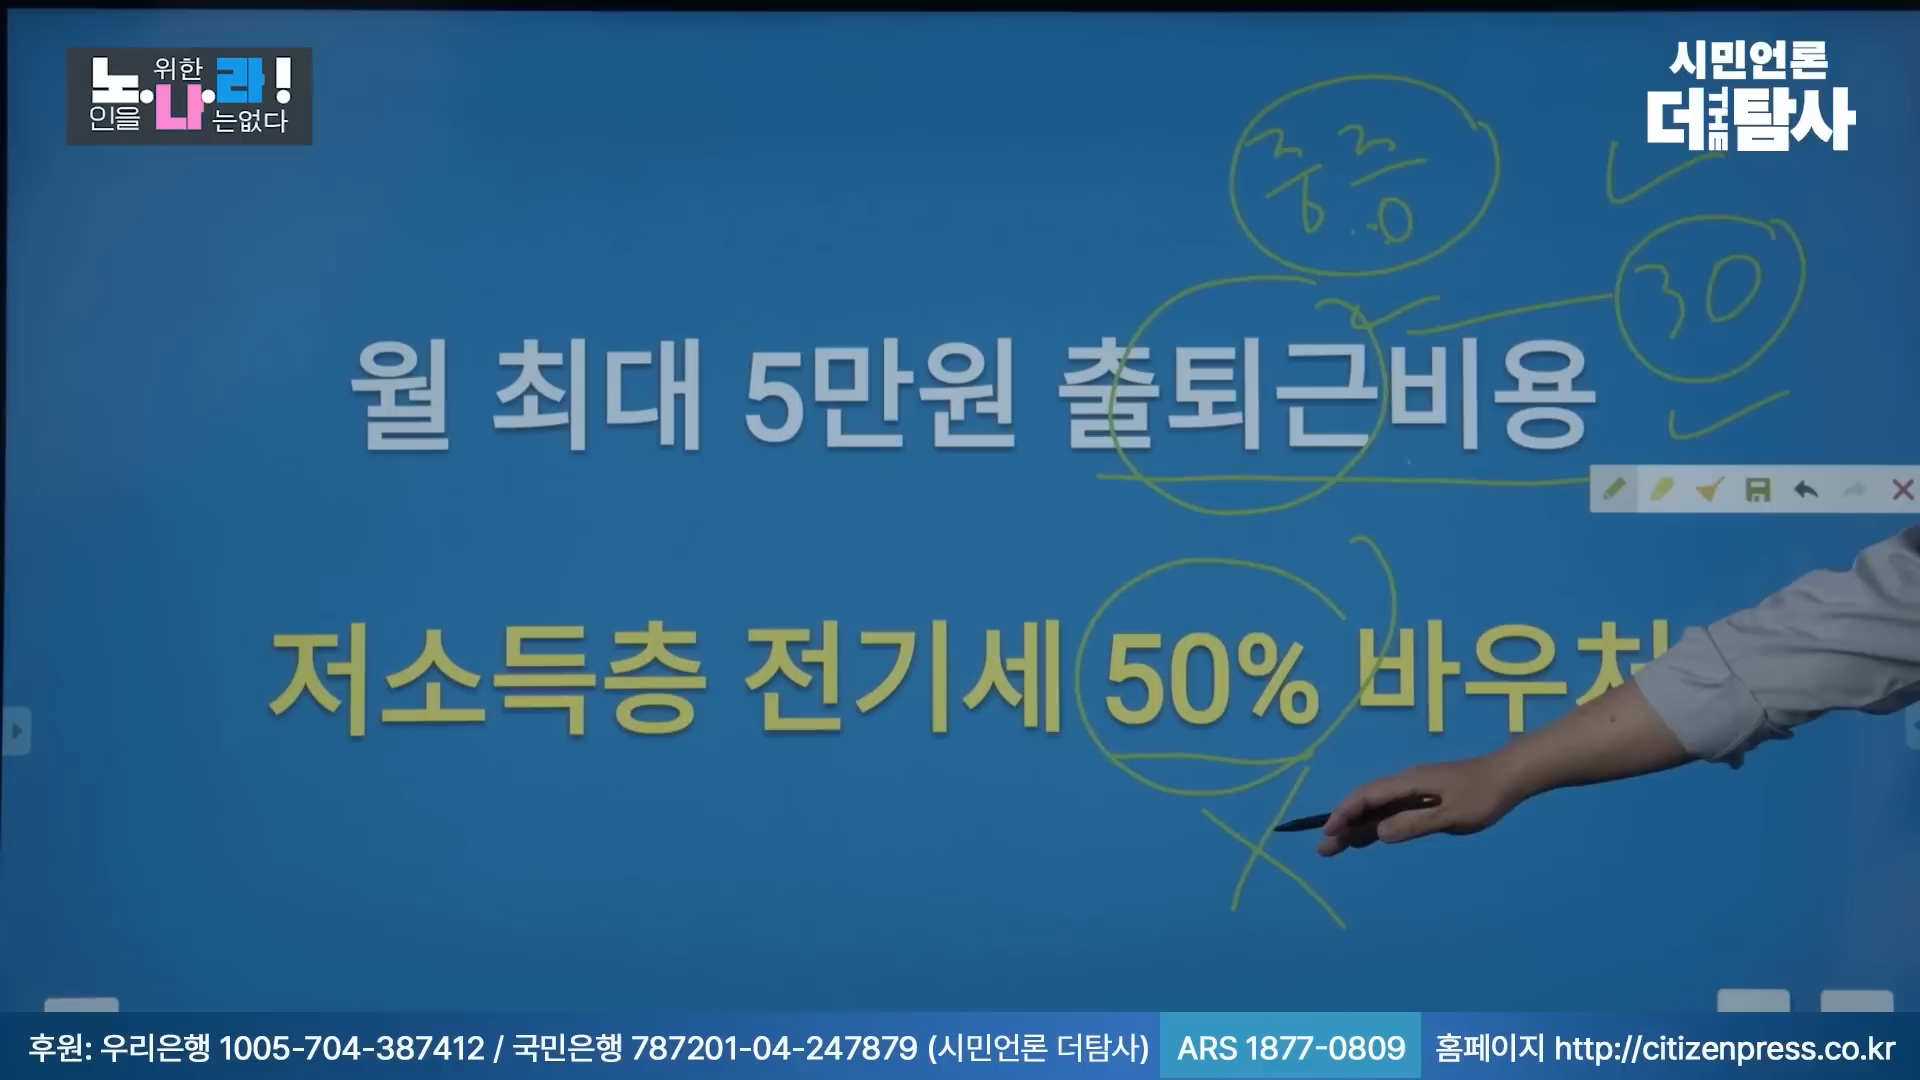 노.나.라!
위한
인을
는없다
시민언론
더탐사
중증
30
월 최대 5만원 출퇴근비용
저소득층 전기세 50% 바우처
후원: 우리은행 1005-704-387412 / 국민은행 787201-04-247879 (시민언론 더탐사) ARS 1877-0809 홈페이지 http://citizenpress.co.kr